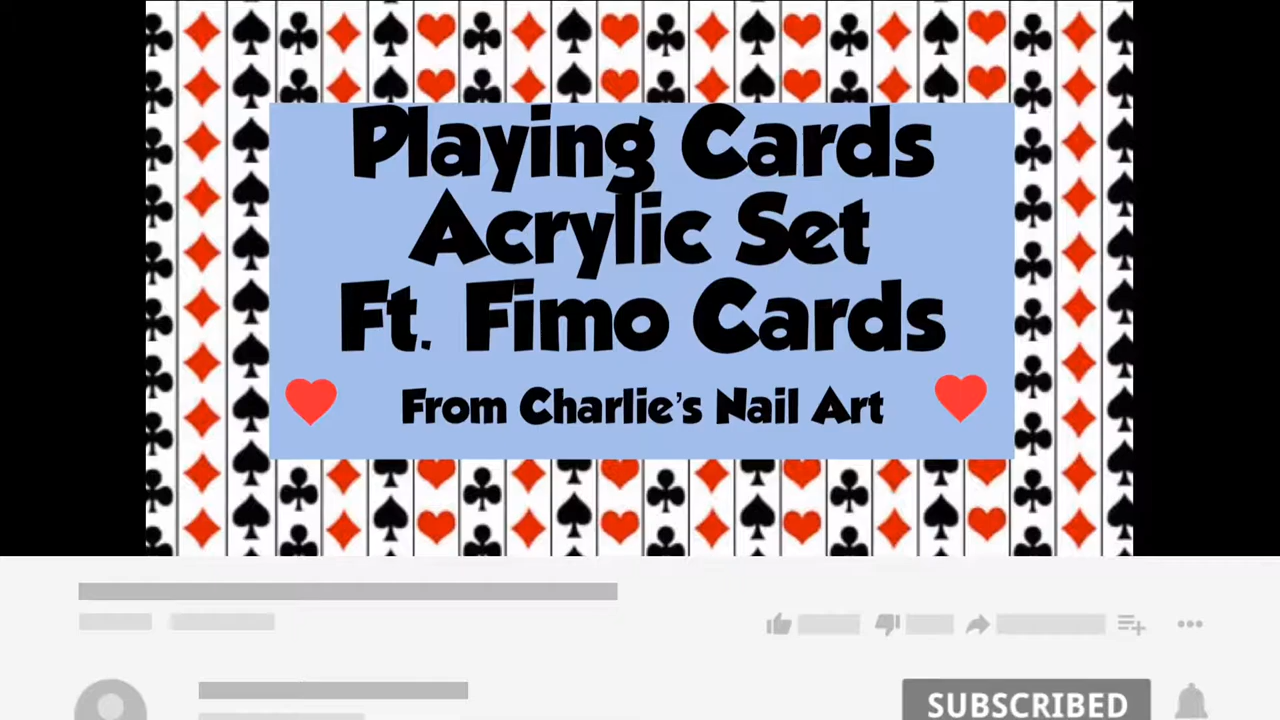 Playing Cards
Acrylic Set
Ft. Fimo Cards
From Charlie's Nail Art
SUBSCRIBED